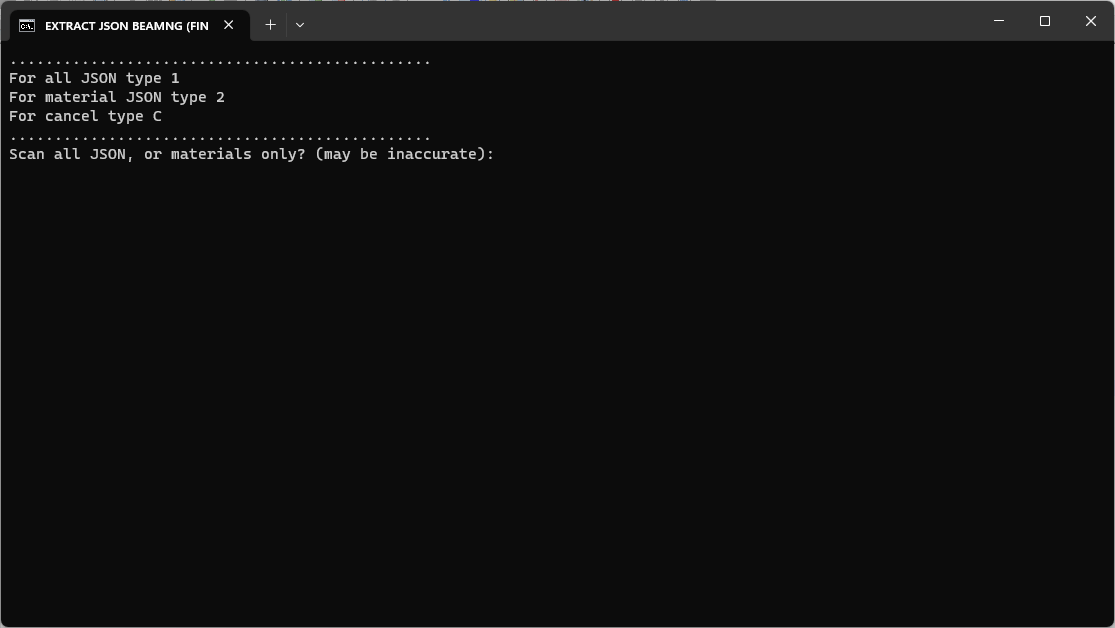 EXTRACT JSON BEAMNG (FIN
...............................................
For all JSON type 1
For material JSON type 2
For cancel type C
...............................................
Scan all JSON, or materials only? (may be inaccurate):